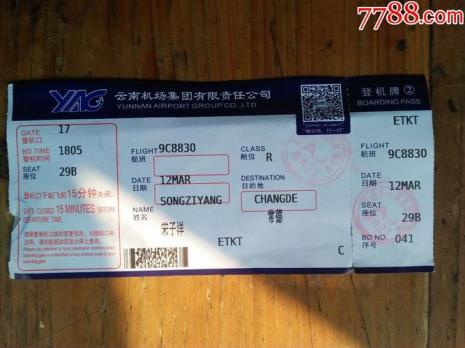 7788.com
YAG 云南机场集团有限责任公司
YUNNAN AIRPORT GROUP CO.,LTD
登机牌②
BOARDING PASS
GATE 17
登机口
BD TIME 1805
登机时间
SEAT 29B
座位
登机口于起飞前15分钟关闭。
GATE CLOSED 15 MINUTES BEFORE
DEPARTURE TIME.
FLIGHT 9C8830
航班
CLASS
舱位 R
DATE 12MAR
日期
DESTINATION
目的地
SONGZIYANG
CHANGDE
NAME
姓名
宋子洋
常德
ETKT
C
ETKT
FLIGHT
航班 9C8830
DATE
日期 12MAR
SEAT
座位 29B
BD NO
序号 041